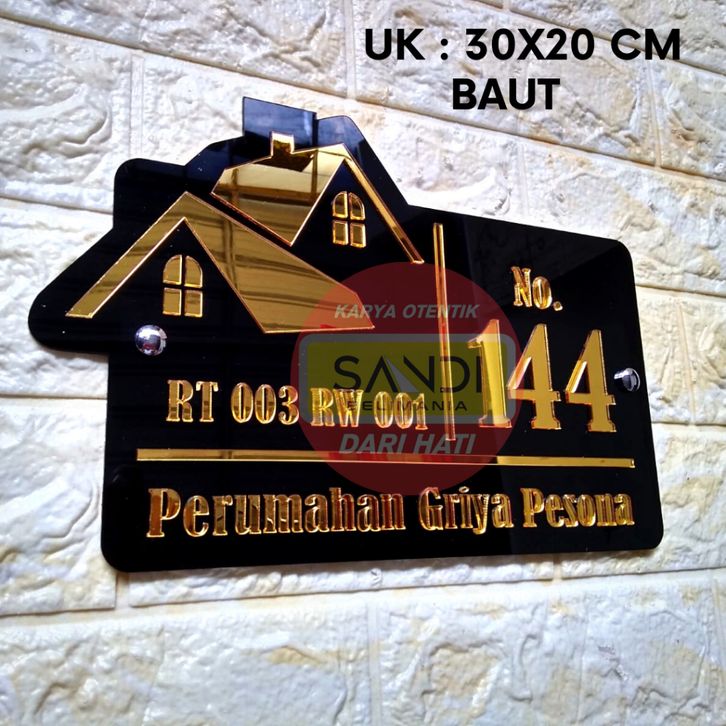 UK : 30X20 CM
BAUT
No.
144
RT 003 RW 001
Perumahan Griya Pesona
KARYA OTENTIK
SANDI
DARI HATI